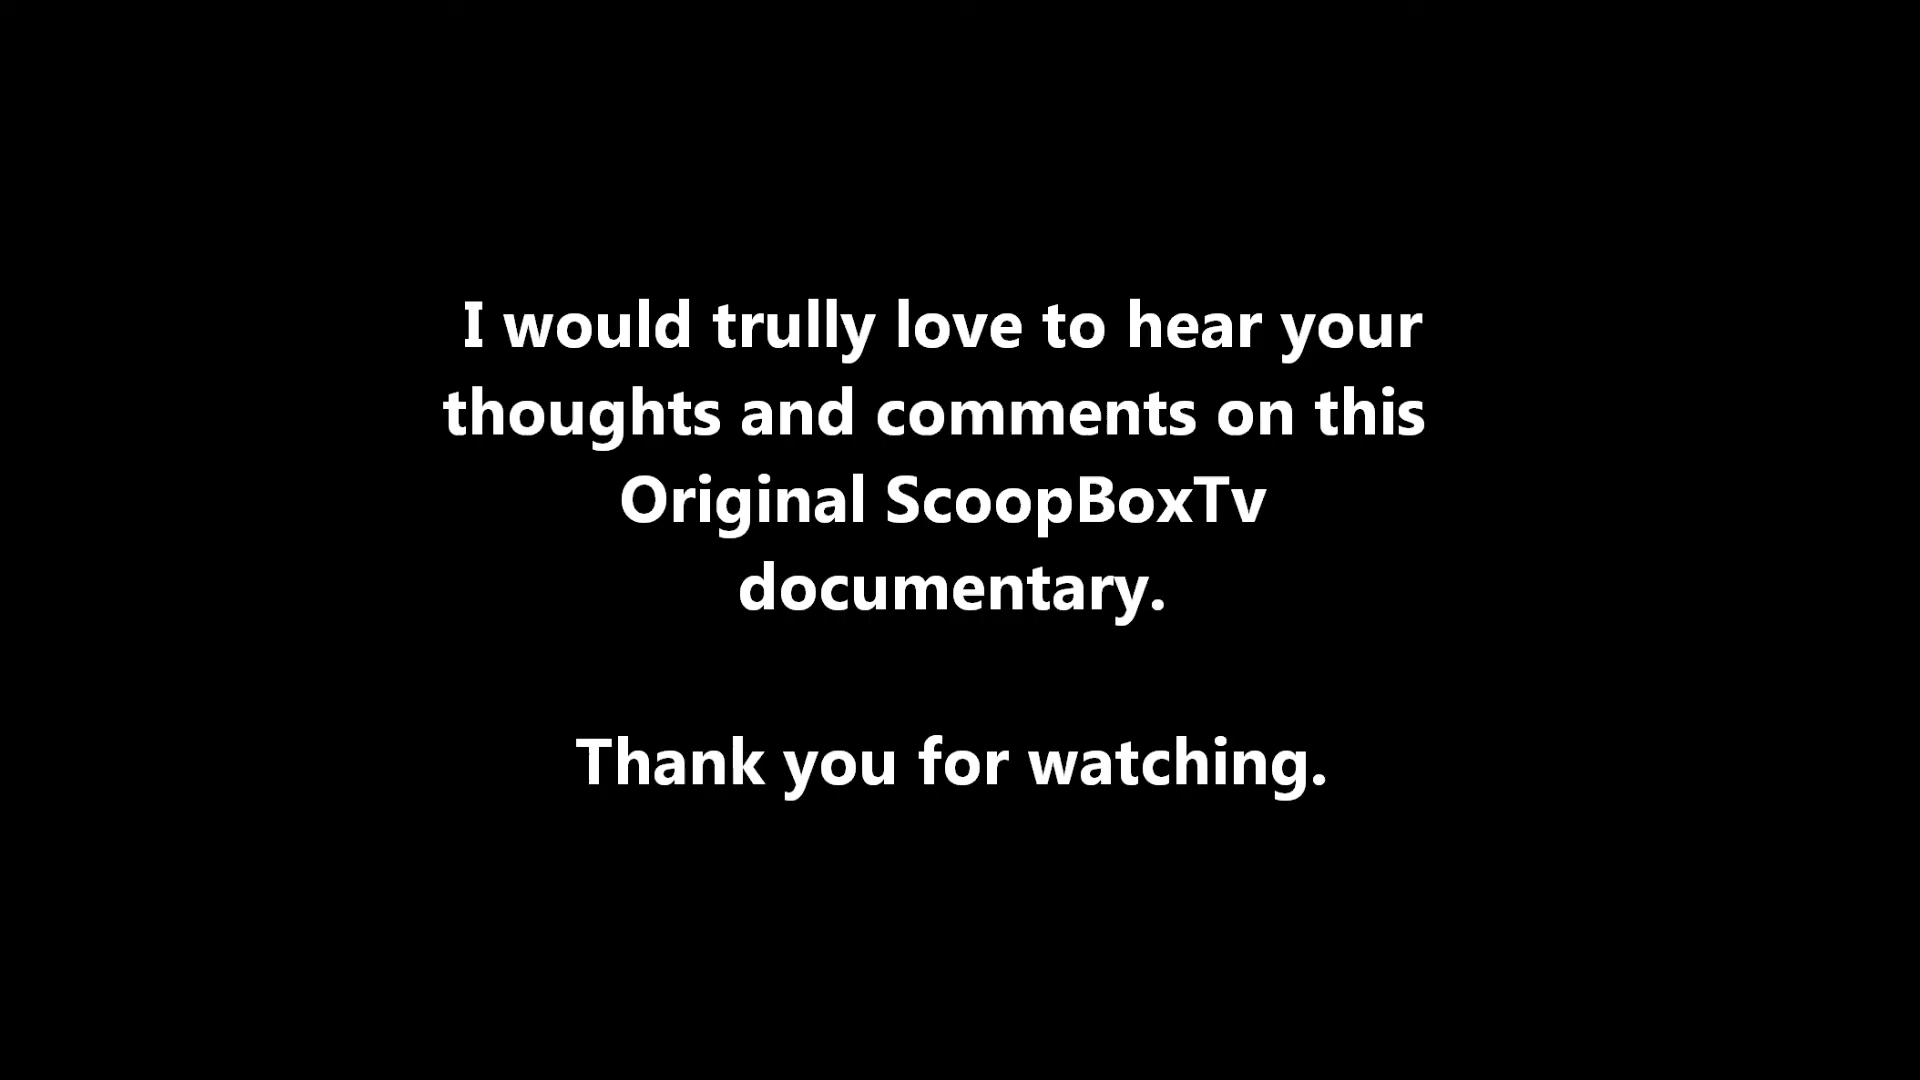 I would trully love to hear your
thoughts and comments on this
Original ScoopBoxTv
documentary.
Thank you for watching.